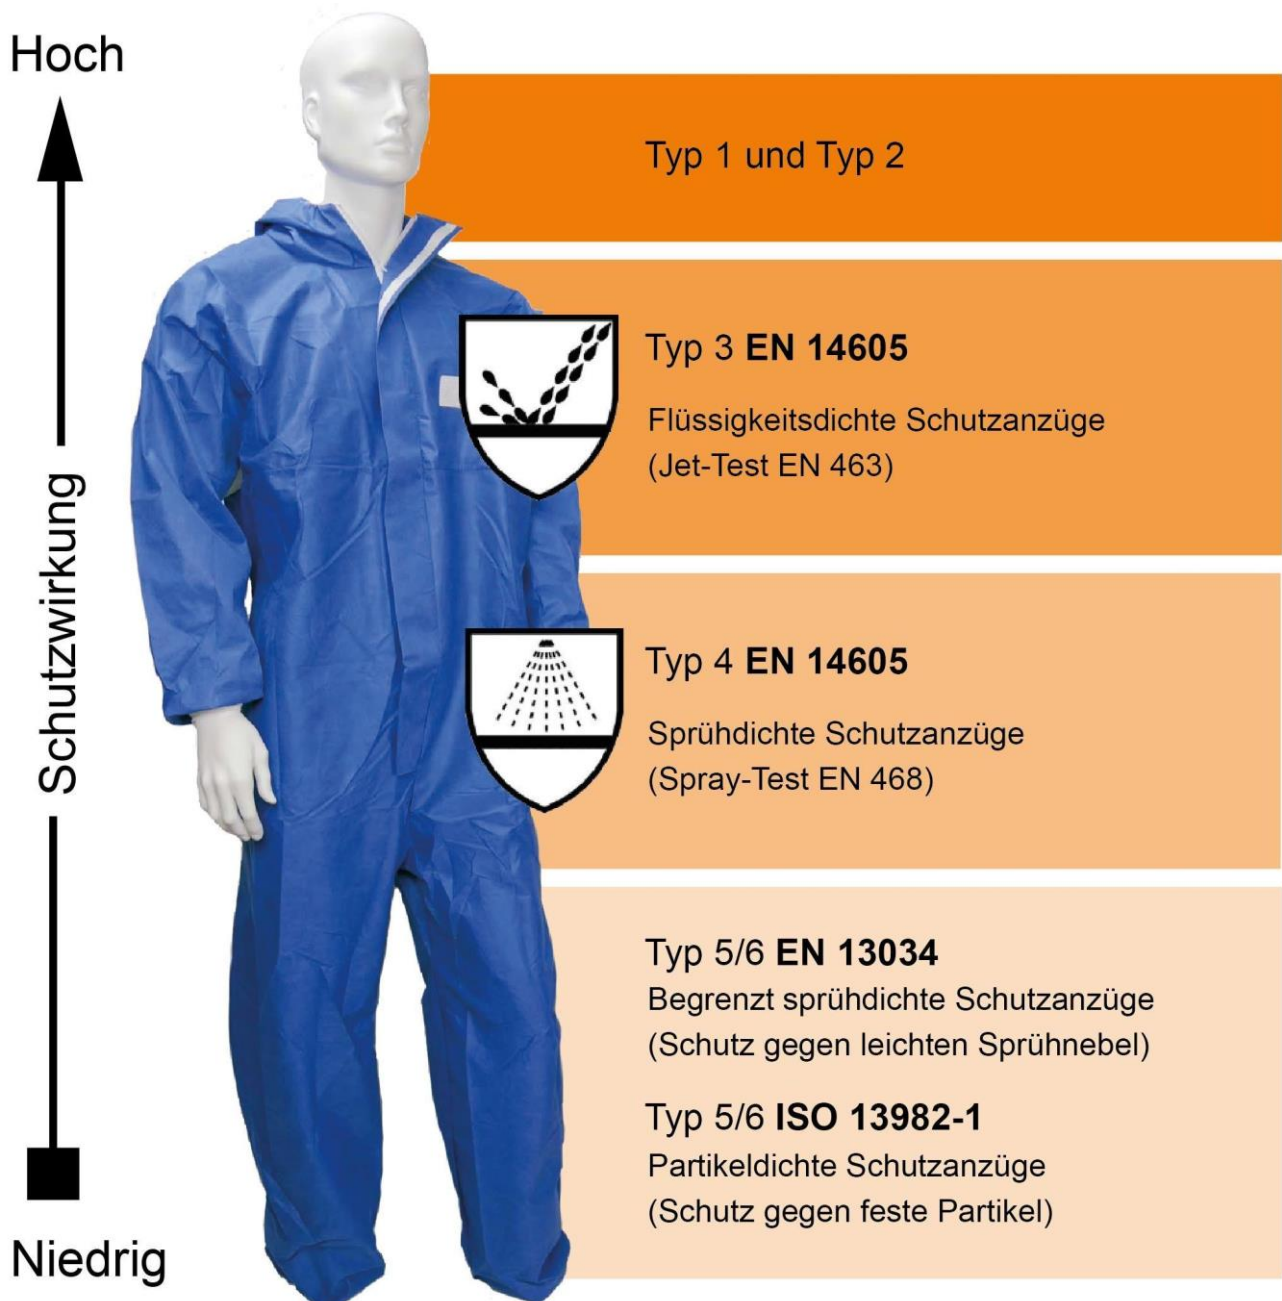 Hoch
Schutzwirkung
Niedrig
Typ 1 und Typ 2
Typ 3 EN 14605
Flüssigkeitsdichte Schutzanzüge
(Jet-Test EN 463)
Typ 4 EN 14605
Sprühdichte Schutzanzüge
(Spray-Test EN 468)
Typ 5/6 EN 13034
Begrenzt sprühdichte Schutzanzüge
(Schutz gegen leichten Sprühnebel)
Typ 5/6 ISO 13982-1
Partikeldichte Schutzanzüge
(Schutz gegen feste Partikel)